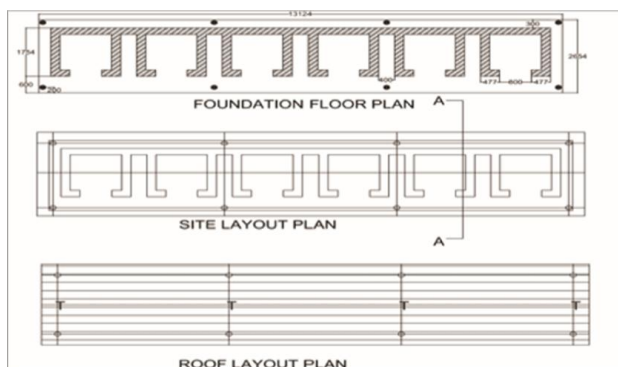 13124
300
1754
2654
600
200
400
477 600 477
FOUNDATION FLOOR PLAN
A
SITE LAYOUT PLAN
A
T T T T
ROOF LAYOUT PLAN